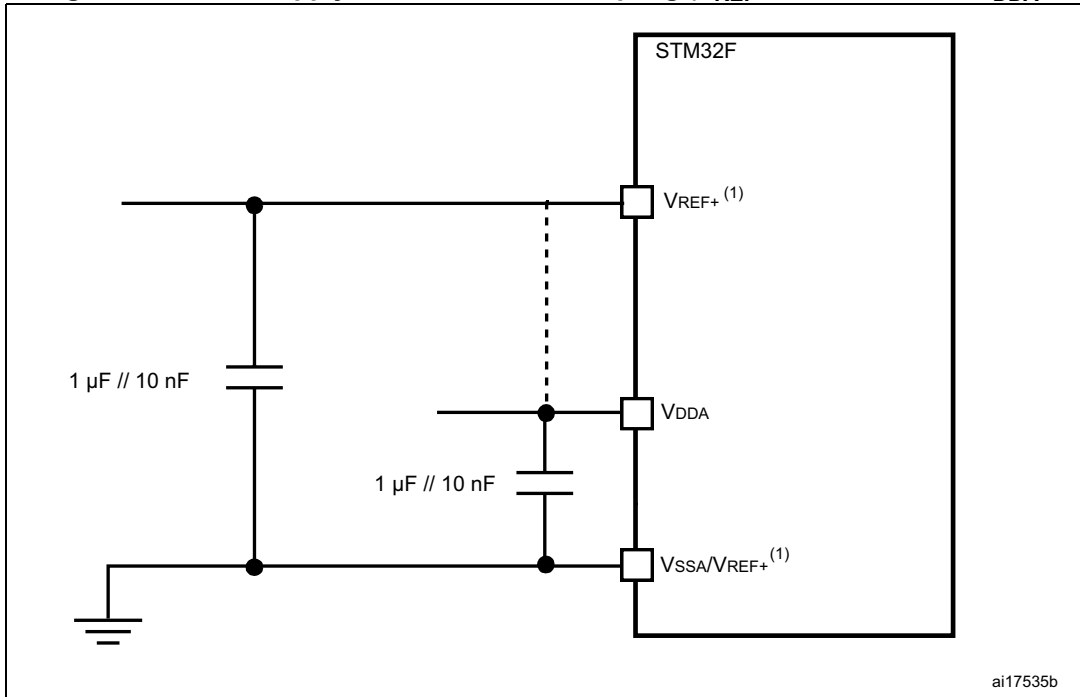 STM32F
VREF+ (1)
1 µF // 10 nF
VDDA
1 µF // 10 nF
VSSA/VREF+ (1)
ai17535b